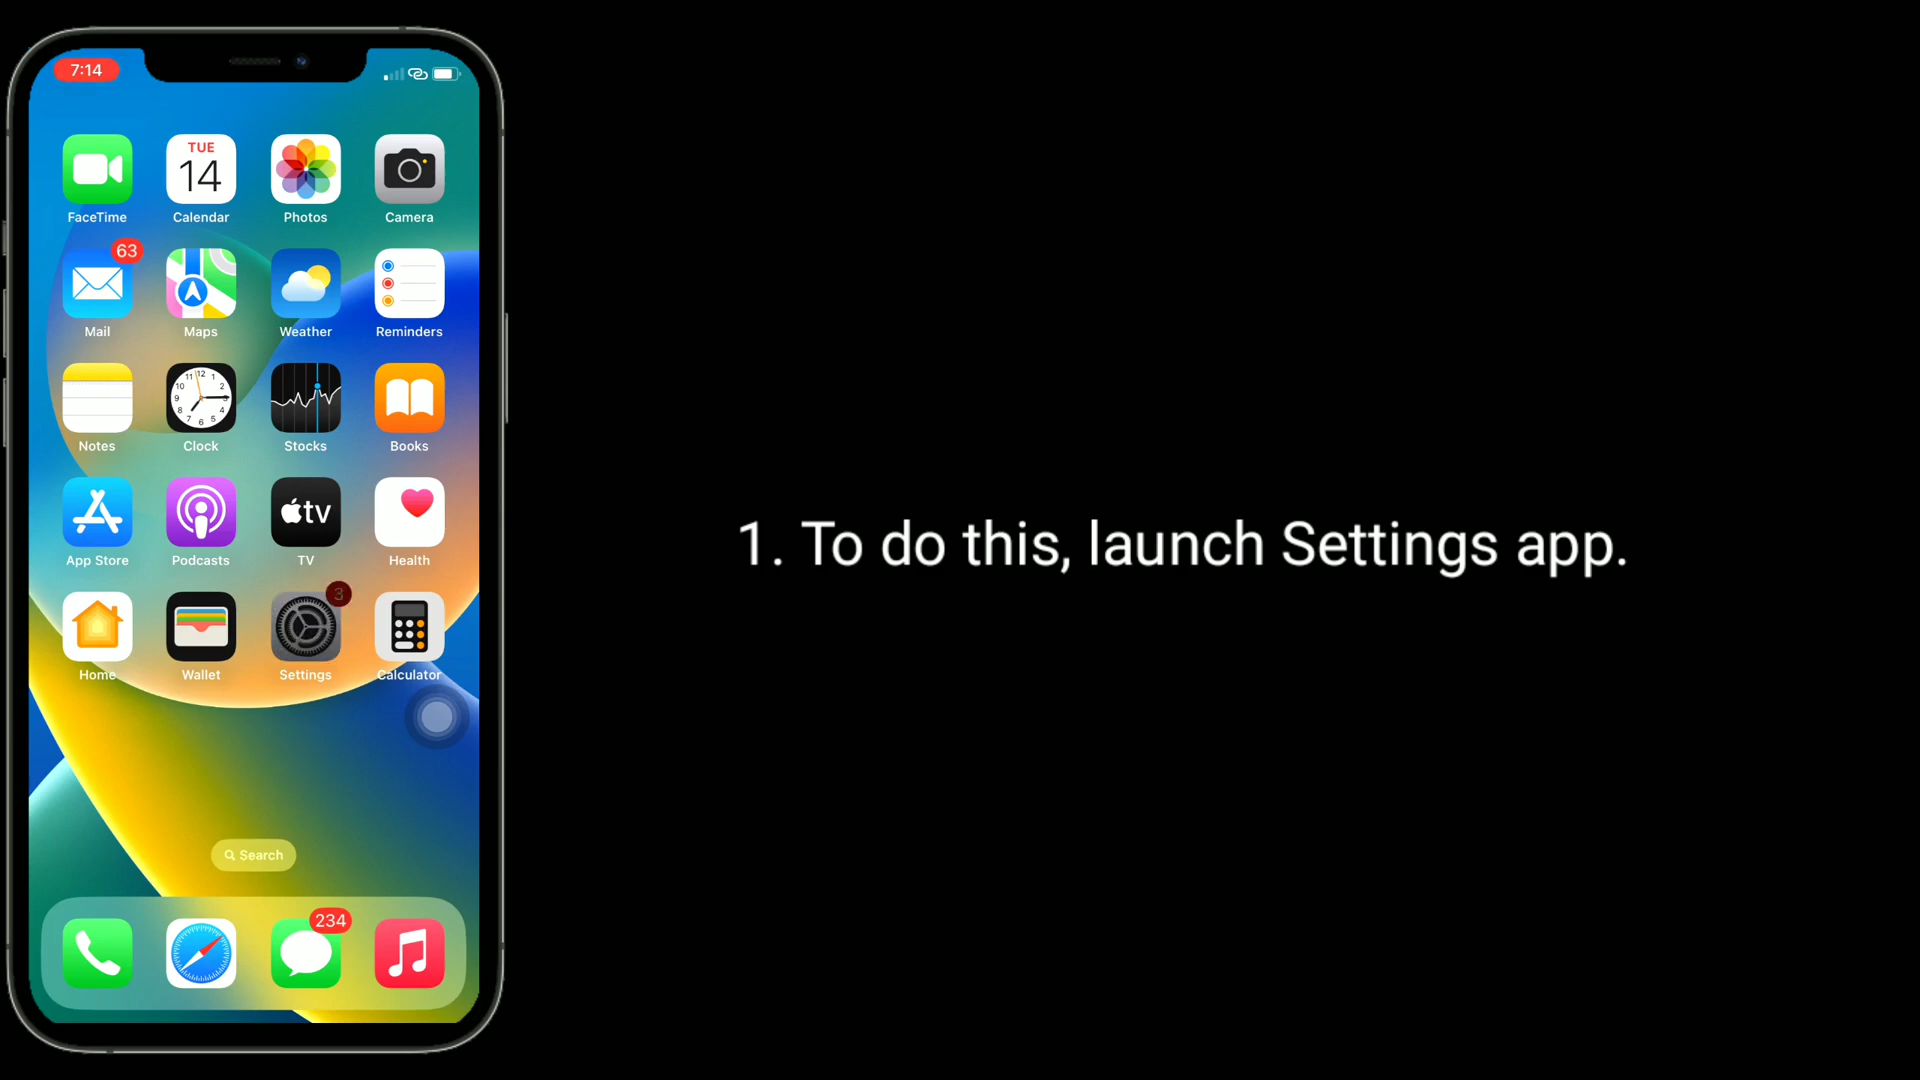 7:14
TUE
14
FaceTime
Calendar
Photos
Camera
63
Mail
Maps
Weather
Reminders
Notes
Clock
Stocks
Books
tv
App Store
Podcasts
TV
Health
3
Home
Wallet
Settings
Calculator
1. To do this, launch Settings app.
Search
234